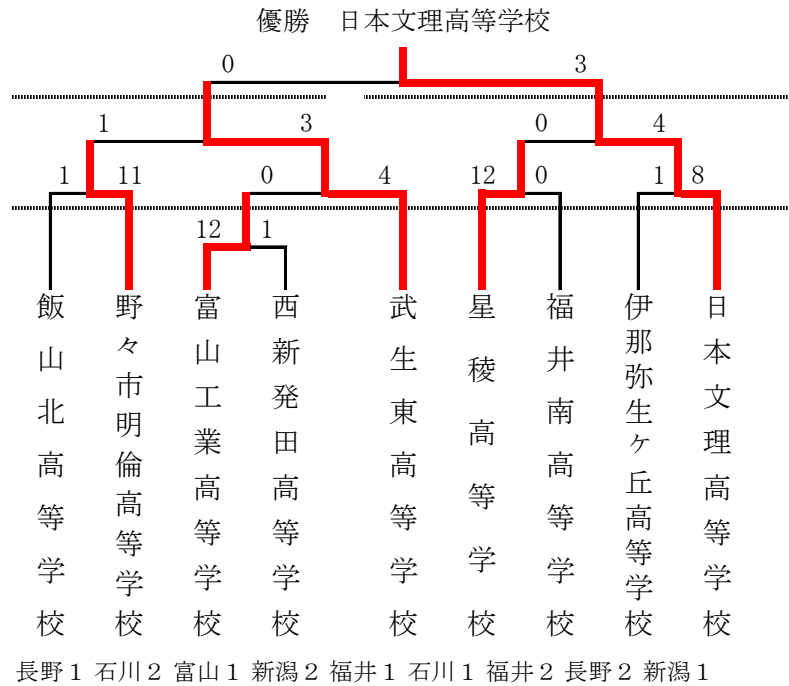 優勝 日本文理高等学校
0 3
1 3 0 4
1 11 0 4 12 0 1 8
12 1
飯山北高等学校
野々市明倫高等学校
富山工業高等学校
西新発田高等学校
武生東高等学校
星稜高等学校
福井南高等学校
伊那弥生ケ丘高等学校
日本文理高等学校
長野1 石川2 富山1 新潟2 福井1 石川1 福井2 長野2 新潟1